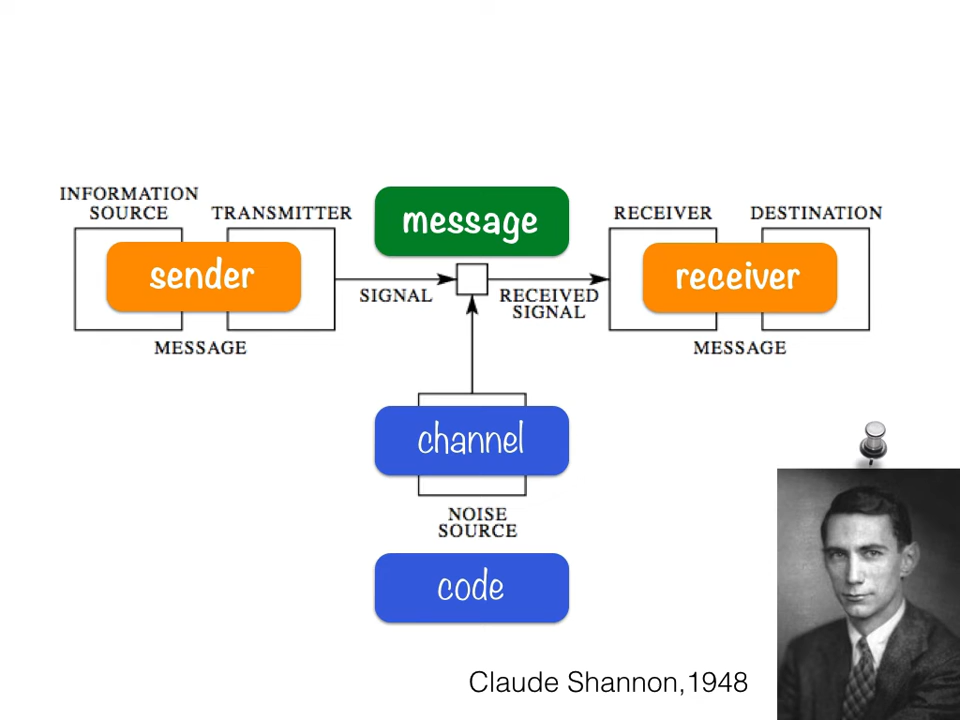 INFORMATION
SOURCE
TRANSMITTER
message
RECEIVER
DESTINATION
sender
receiver
SIGNAL
RECEIVED
SIGNAL
MESSAGE
MESSAGE
channel
NOISE
SOURCE
code
Claude Shannon,1948